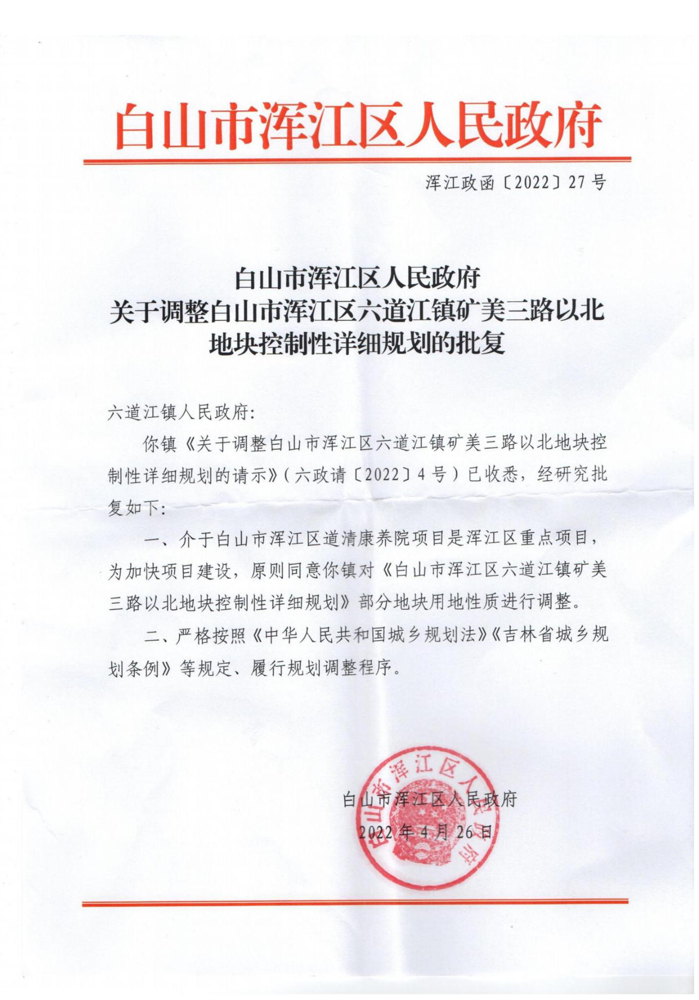 白山市浑江区人民政府
浑江政函〔2022〕27号
白山市浑江区人民政府
关于调整白山市浑江区六道江镇矿美三路以北
地块控制性详细规划的批复
六道江镇人民政府：
你镇《关于调整白山市浑江区六道江镇矿美三路以北地块控
制性详细规划的请示》（六政请〔2022〕4号）已收悉，经研究批
复如下：
一、介于白山市浑江区道清康养院项目是浑江区重点项目，
为加快项目建设，原则同意你镇对《白山市浑江区六道江镇矿美
三路以北地块控制性详细规划》部分地块用地性质进行调整。
二、严格按照《中华人民共和国城乡规划法》《吉林省城乡规
划条例》等规定、履行规划调整程序。
白山市浑江区人民政府
2022年4月26日
白山市浑江区人民政府